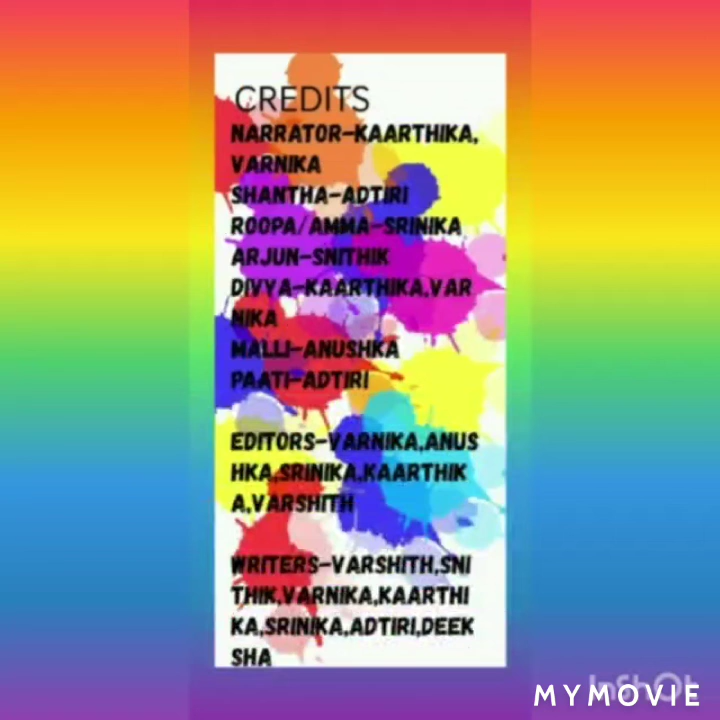 CREDITS
NARRATOR-KAARTHIKA,
VARNIKA
SHANTHA-ADTIRI
ROOPA/AMMA-SRINIKA
ARJUN-SNITHIK
DIVYA-KAARTHIKA,VAR
NIKA
MALLI-ANUSHKA
PAATI-ADTIRI
EDITORS-VARNIKA,ANUS
HKA,SRINIKA,KAARTHIK
A,VARSHITH
WRITERS-VARSHITH,SNI
THIK,VARNIKA,KAARTHI
KA,SRINIKA,ADTIRI,DEEK
SHA
InShOt
MYMOVIE